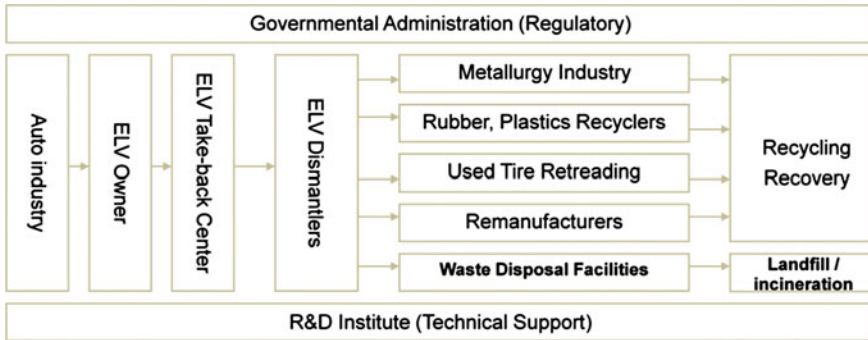 Governmental Administration (Regulatory)
Auto industry
ELV Owner
ELV Take-back Center
ELV Dismantlers
Metallurgy Industry
Rubber, Plastics Recyclers
Used Tire Retreading
Remanufacturers
Waste Disposal Facilities
Recycling
Recovery
Landfill /
incineration
R&D Institute (Technical Support)